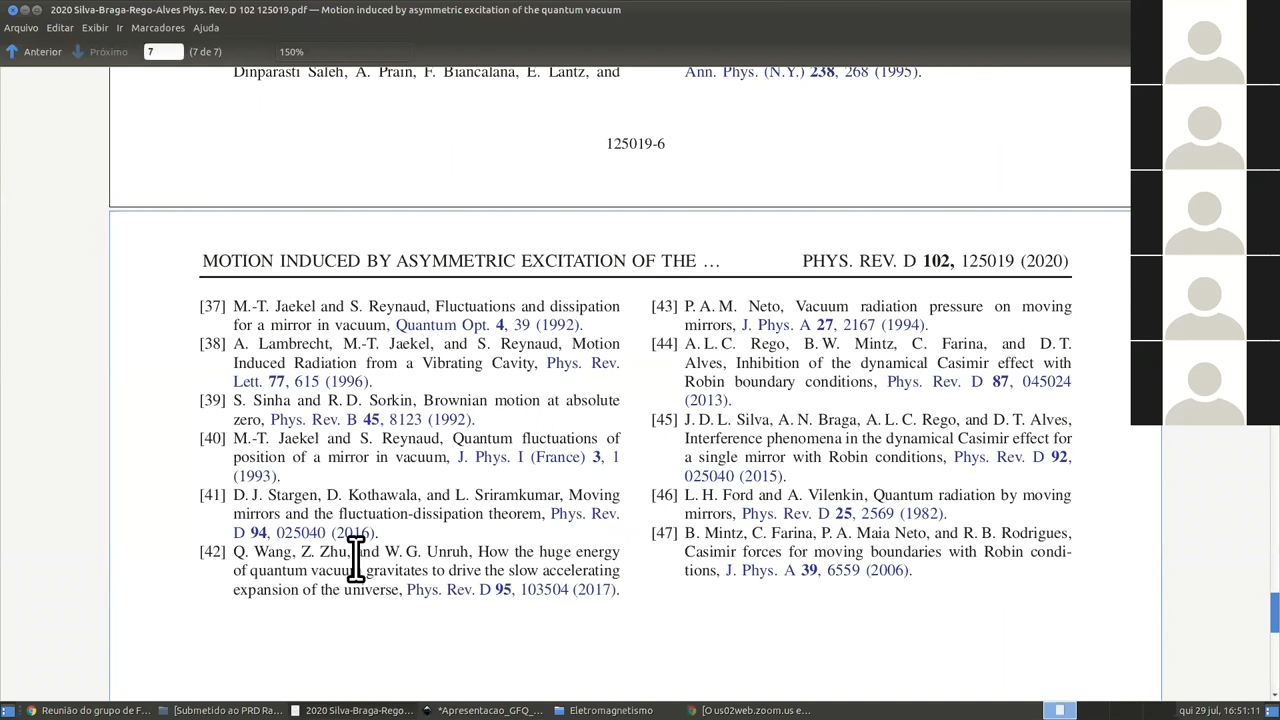 2020 Silva-Braga-Rego-Alves Phys. Rev. D 102 125019.pdf — Motion induced by asymmetric excitation of the quantum vacuum
Arquivo Editar Exibir Ir Marcadores Ajuda
Anterior Próximo 7 (7 de 7) 150%
Dinparasti Saleh, A. Prain, F. Biancalana, E. Lantz, and
Ann. Phys. (N.Y.) 238, 268 (1995).
125019-6
MOTION INDUCED BY ASYMMETRIC EXCITATION OF THE …
PHYS. REV. D 102, 125019 (2020)
[37] M.-T. Jaekel and S. Reynaud, Fluctuations and dissipation
for a mirror in vacuum, Quantum Opt. 4, 39 (1992).
[38] A. Lambrecht, M.-T. Jaekel, and S. Reynaud, Motion
Induced Radiation from a Vibrating Cavity, Phys. Rev.
Lett. 77, 615 (1996).
[39] S. Sinha and R. D. Sorkin, Brownian motion at absolute
zero, Phys. Rev. B 45, 8123 (1992).
[40] M.-T. Jaekel and S. Reynaud, Quantum fluctuations of
position of a mirror in vacuum, J. Phys. I (France) 3, 1
(1993).
[41] D. J. Stargen, D. Kothawala, and L. Sriramkumar, Moving
mirrors and the fluctuation-dissipation theorem, Phys. Rev.
D 94, 025040 (2016).
[42] Q. Wang, Z. Zhu, and W. G. Unruh, How the huge energy
of quantum vacuum gravitates to drive the slow accelerating
expansion of the universe, Phys. Rev. D 95, 103504 (2017).
[43] P. A. M. Neto, Vacuum radiation pressure on moving
mirrors, J. Phys. A 27, 2167 (1994).
[44] A. L. C. Rego, B. W. Mintz, C. Farina, and D. T.
Alves, Inhibition of the dynamical Casimir effect with
Robin boundary conditions, Phys. Rev. D 87, 045024
(2013).
[45] J. D. L. Silva, A. N. Braga, A. L. C. Rego, and D. T. Alves,
Interference phenomena in the dynamical Casimir effect for
a single mirror with Robin conditions, Phys. Rev. D 92,
025040 (2015).
[46] L. H. Ford and A. Vilenkin, Quantum radiation by moving
mirrors, Phys. Rev. D 25, 2569 (1982).
[47] B. Mintz, C. Farina, P. A. Maia Neto, and R. B. Rodrigues,
Casimir forces for moving boundaries with Robin condi-
tions, J. Phys. A 39, 6559 (2006).
Reunião do grupo de F... [Submetido ao PRD Ra... 2020 Silva-Braga-Rego-... *Apresentacao_GFQ_... Eletromagnetismo [O us02web.zoom.us e... qui 29 jul, 16:51:11